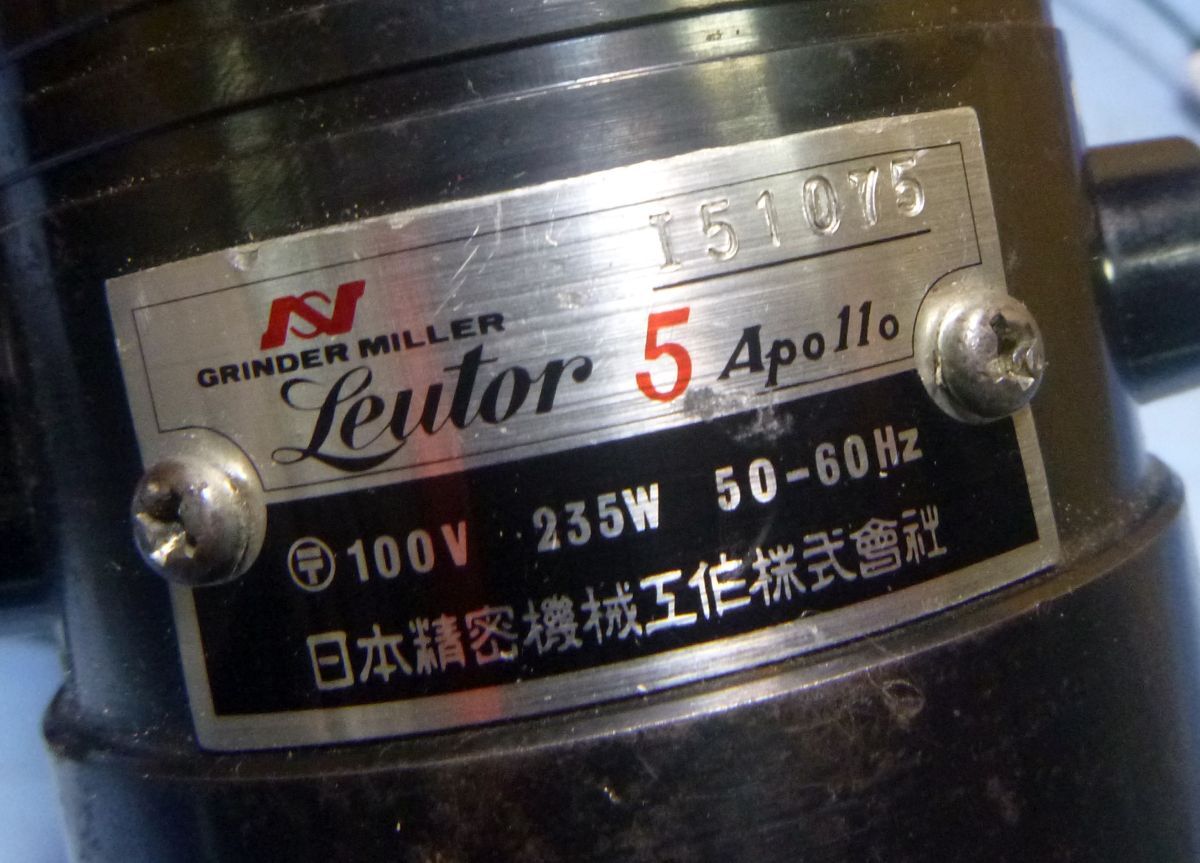 I51075
GRINDER MILLER
Leutor 5 Apollo
〶 100V 235W 50-60Hz
日本精密機械工作株式會社